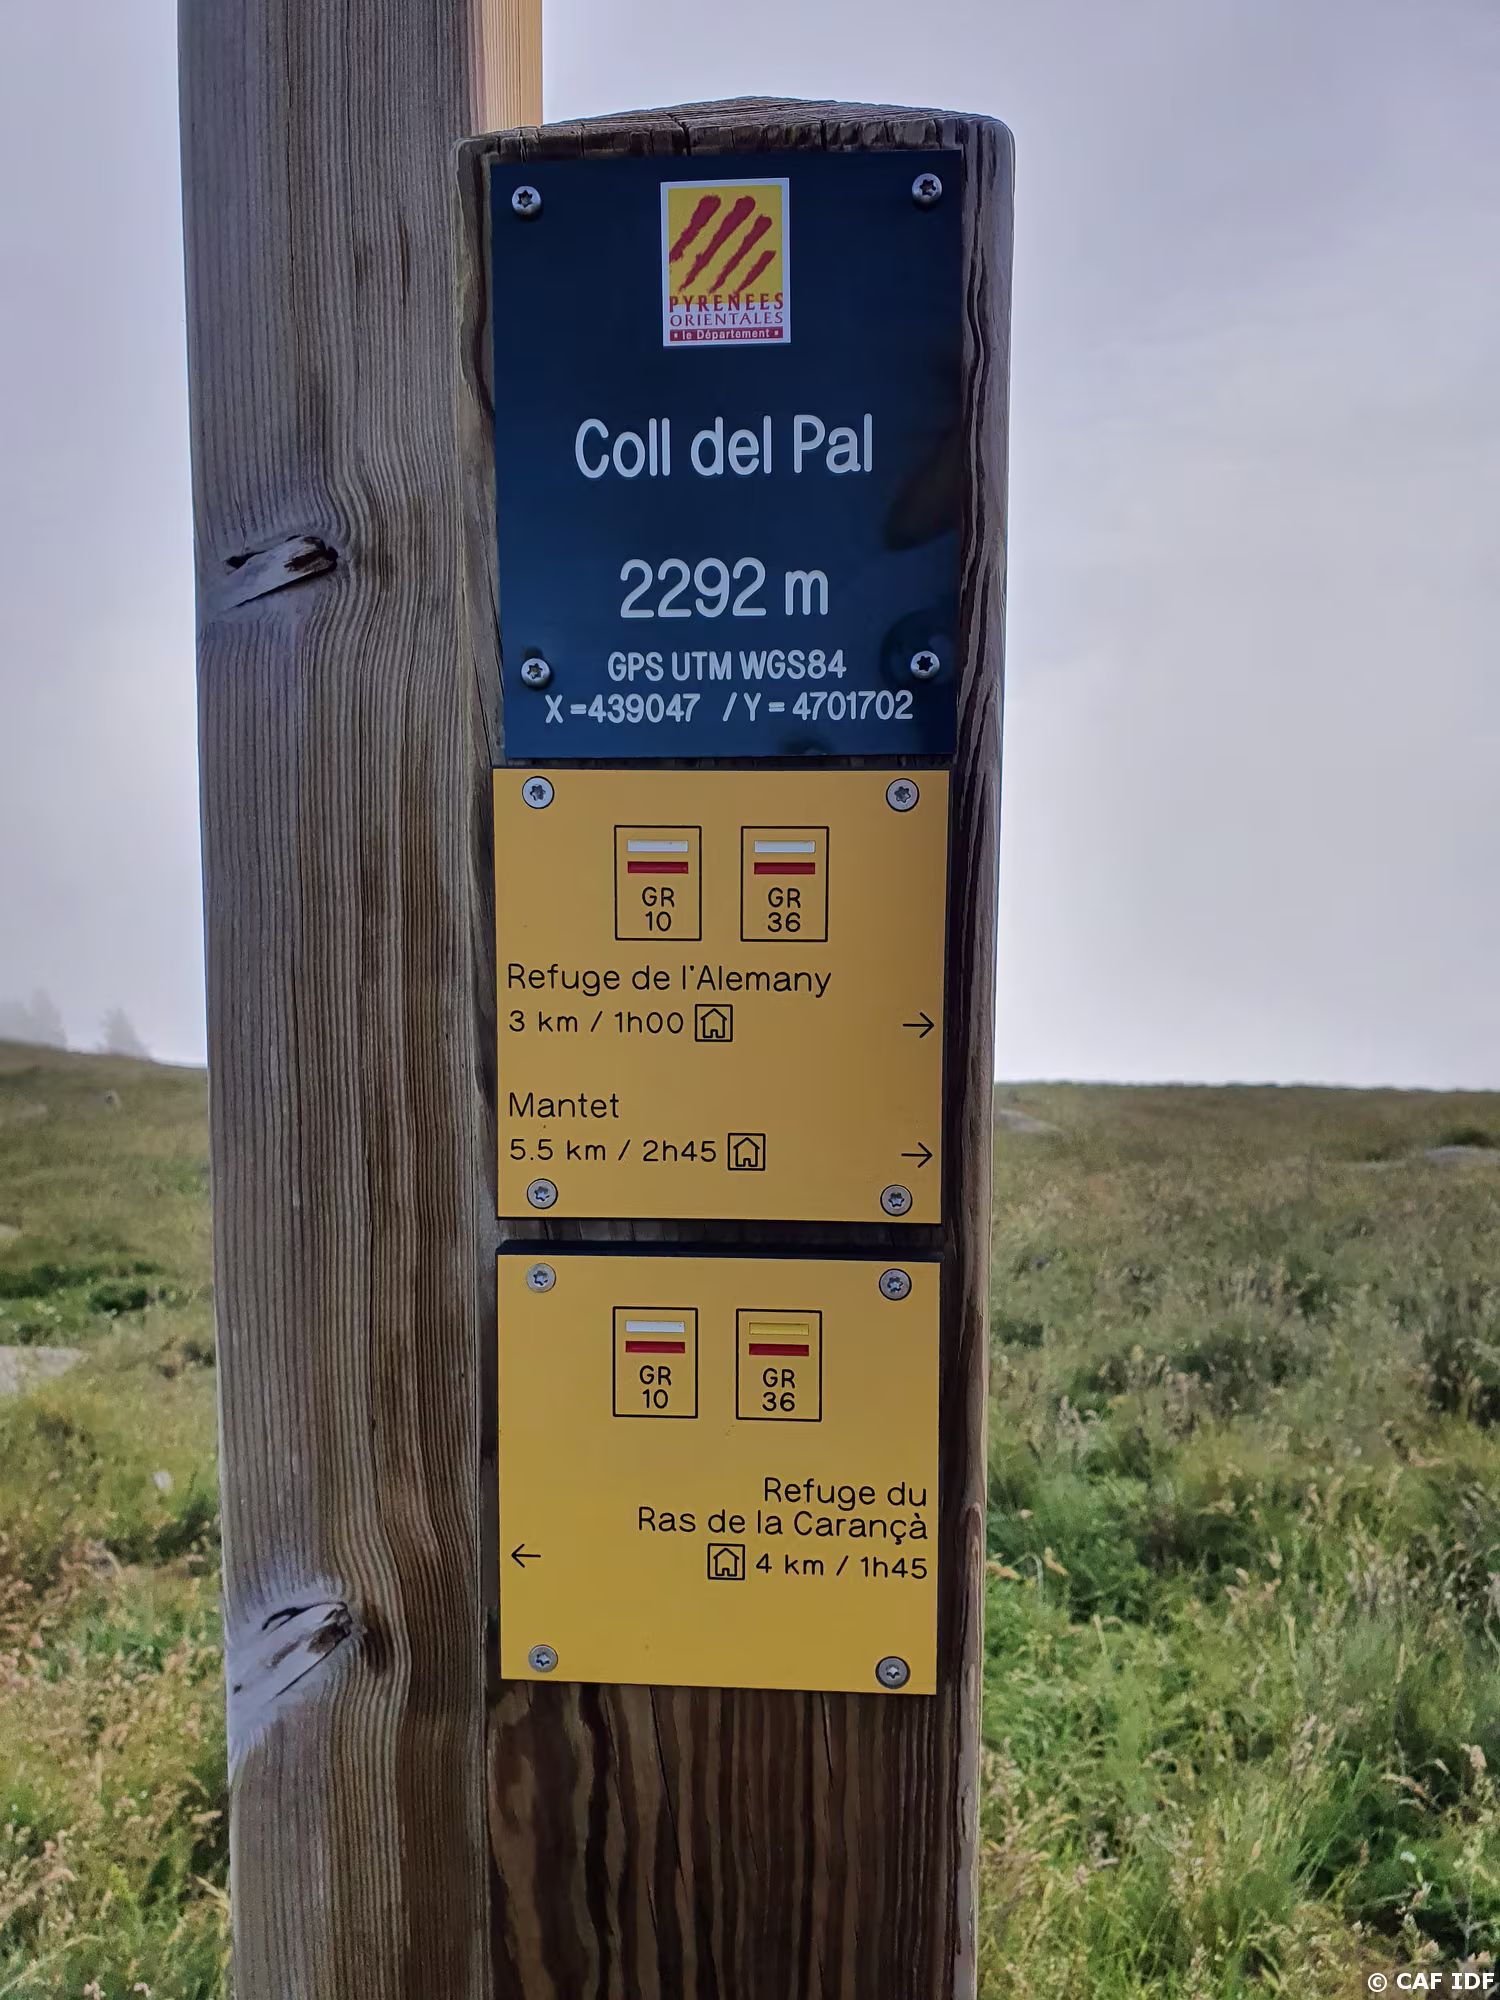 PYRENEES
ORIENTALES
• le Département •
Coll del Pal
2292 m
GPS UTM WGS84
X =439047 / Y = 4701702
GR
10
GR
36
Refuge de l'Alemany
3 km / 1h00 →
Mantet
5.5 km / 2h45 →
GR
10
GR
36
Refuge du
Ras de la Carançà
← 4 km / 1h45
© CAF IDF